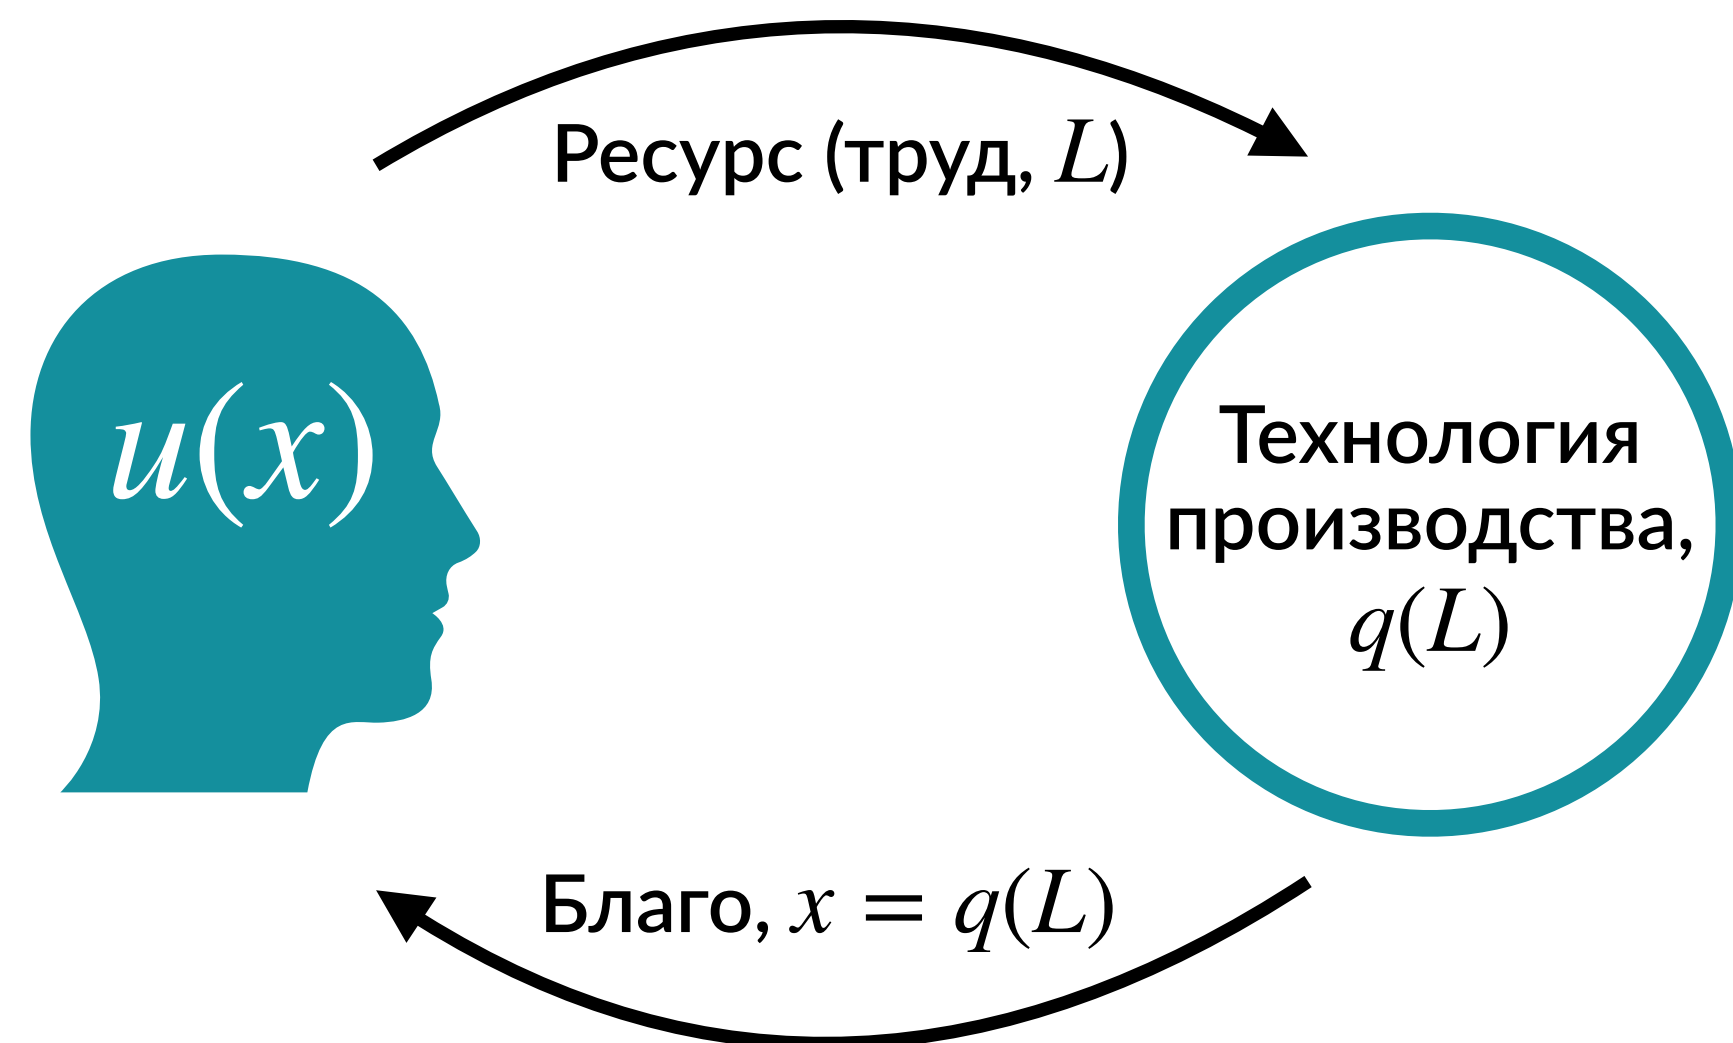 Ресурс (труд, L)
u(x)
Технология
производства,
q(L)
Благо, x = q(L)